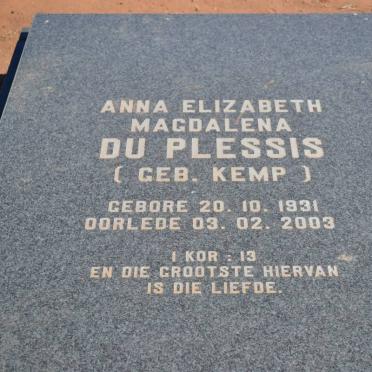 ANNA ELIZABETH
MAGDALENA
DU PLESSIS
( GEB. KEMP )
GEBORE 20. 10. 1931
OORLEDE 03. 02. 2003
1 KOR : 13
EN DIE GROOTSTE HIERVAN
IS DIE LIEFDE.